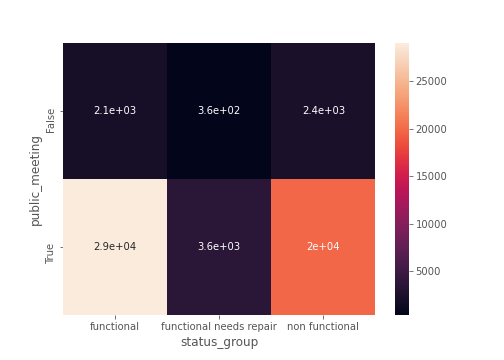 public_meeting
False
True
2.1e+03 3.6e+02 2.4e+03
2.9e+04 3.6e+03 2e+04
functional functional needs repair non functional
status_group
25000
20000
15000
10000
5000